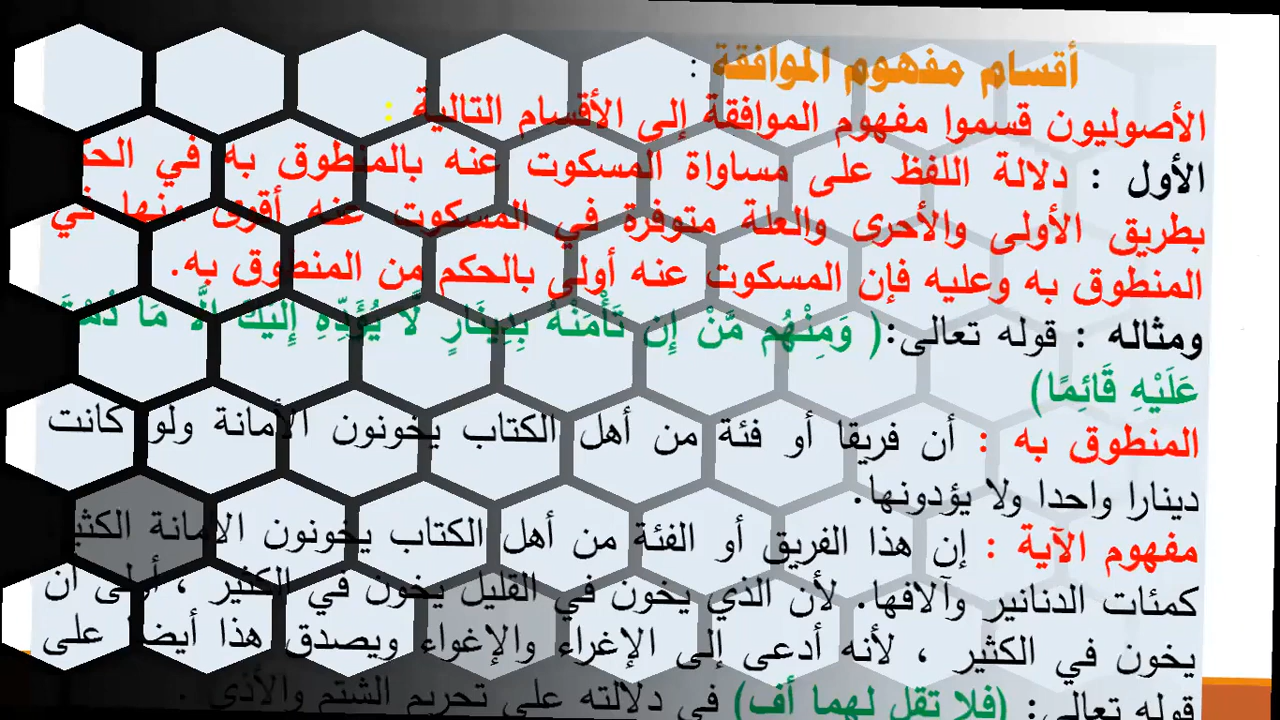 أقسام مفهوم الموافقة :
الأصوليون قسموا مفهوم الموافقة إلى الأقسام التالية :
الأول : دلالة اللفظ على مساواة المسكوت عنه بالمنطوق به في
بطريق الأولى والأحرى والعلة متوفرة في المسكوت عنه أقوى منها في
المنطوق به وعليه فإن المسكوت عنه أولى بالحكم من المنطوق به.
ومثاله : قوله تعالى:( وَمِنْهُم مَّنْ إِن تَأْمَنْهُ بِدِينَارٍ لَّا يُؤَدِّهِ إِلَيْكَ إِلَّا مَا دُمْتَ
عَلَيْهِ قَائِمًا)
المنطوق به : أن فريقا أو فئة من أهل الكتاب يخونون الأمانة ولو كانت
دينارا واحدا ولا يؤدونها.
مفهوم الآية : إن هذا الفريق أو الفئة من أهل الكتاب يخونون الأمانة الكثيرة
كمئات الدنانير وآلافها. لأن الذي يخون في القليل يخون في الكثير ، أولى أن
يخون في الكثير ، لأنه أدعى إلى الإغراء والإغواء ويصدق هذا أيضا على
قوله تعالى: (فلا تقل لهما أف) في دلالته على تحريم الشتم والأذى .